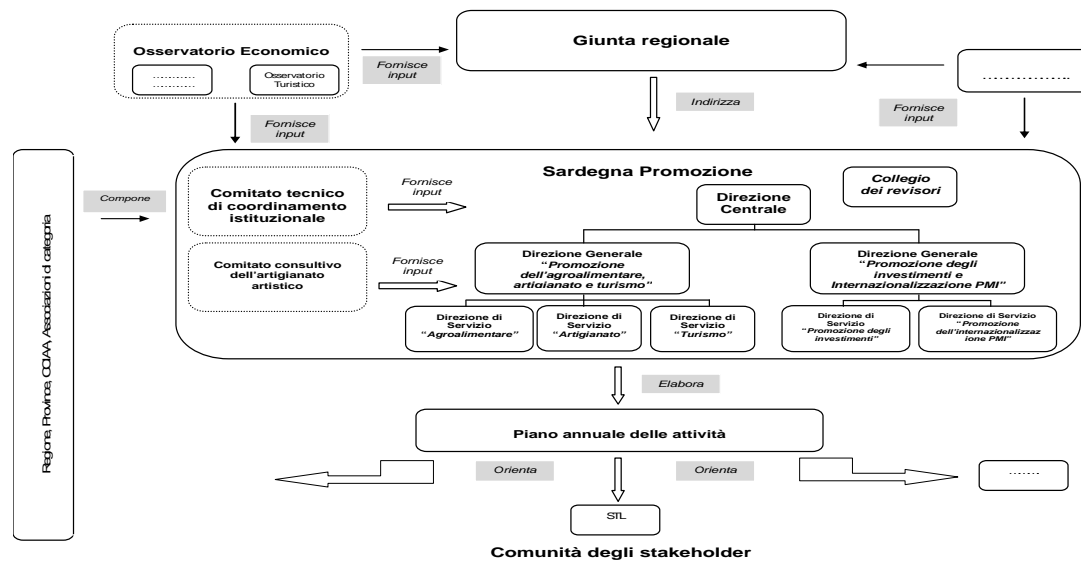 Osservatorio Economico
……………
……………
Osservatorio
Turistico
Fornisce
input
Giunta regionale
…………………
Fornisce
input
Indirizza
Fornisce
input
Regione, Province, CCIAA, Associazioni di categoria
Compone
Sardegna Promozione
Comitato tecnico
di coordinamento
istituzionale
Fornisce
input
Direzione
Centrale
Collegio
dei revisori
Comitato consultivo
dell'artigianato
artistico
Fornisce
input
Direzione Generale
"Promozione
dell'agroalimentare,
artigianato e turismo"
Direzione Generale
"Promozione degli
investimenti e
Internazionalizzazione PMI"
Direzione di
Servizio
"Agroalimentare"
Direzione di
Servizio
"Artigianato"
Direzione di
Servizio
"Turismo"
Direzione di
Servizio
"Promozione degli
investimenti"
Direzione di Servizio
"Promozione
dell'internazionalizzaz
ione PMI"
Elabora
Piano annuale delle attività
Orienta
Orienta
………
STL
Comunità degli stakeholder